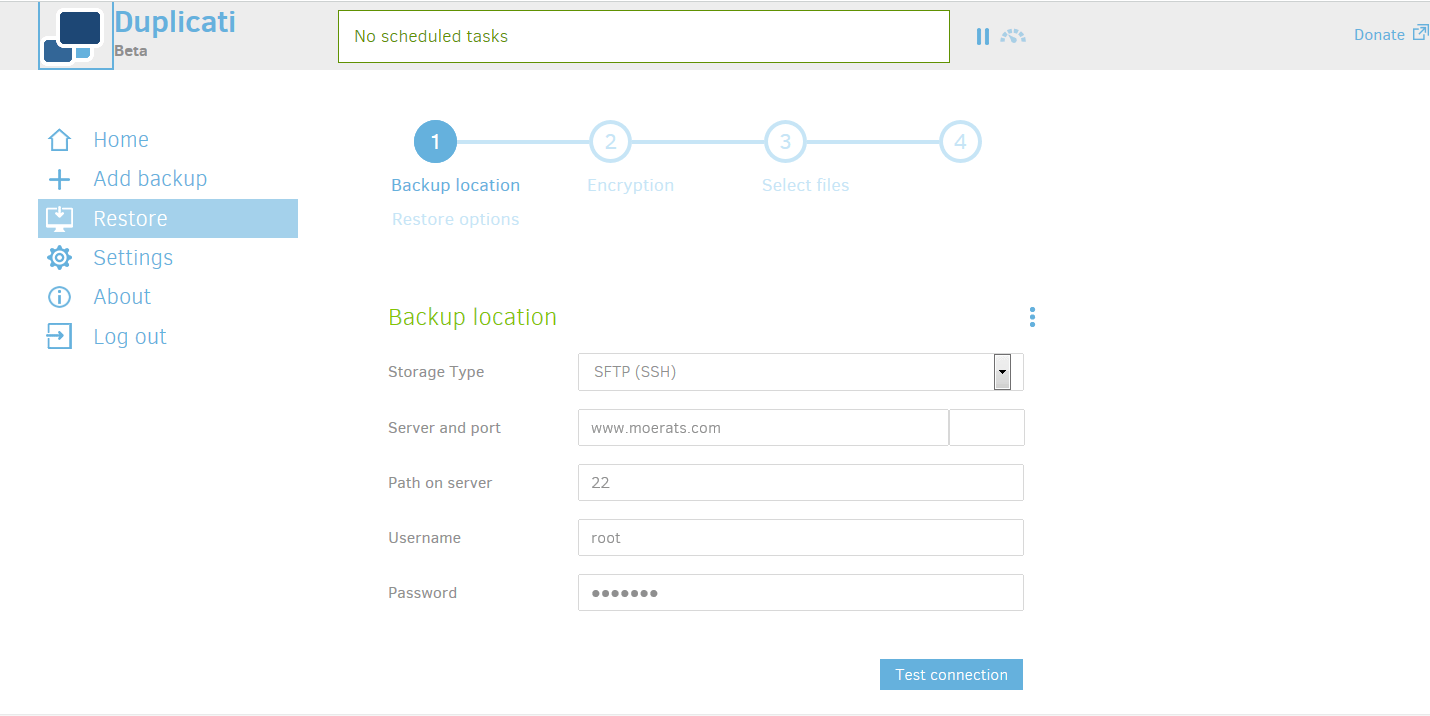 Duplicati
Beta
No scheduled tasks
Donate
Home
Add backup
Restore
Settings
About
Log out
1 2 3 4
Backup location Encryption Select files
Restore options
Backup location
Storage Type SFTP (SSH)
Server and port www.moerats.com
Path on server 22
Username root
Password ●●●●●●●
Test connection